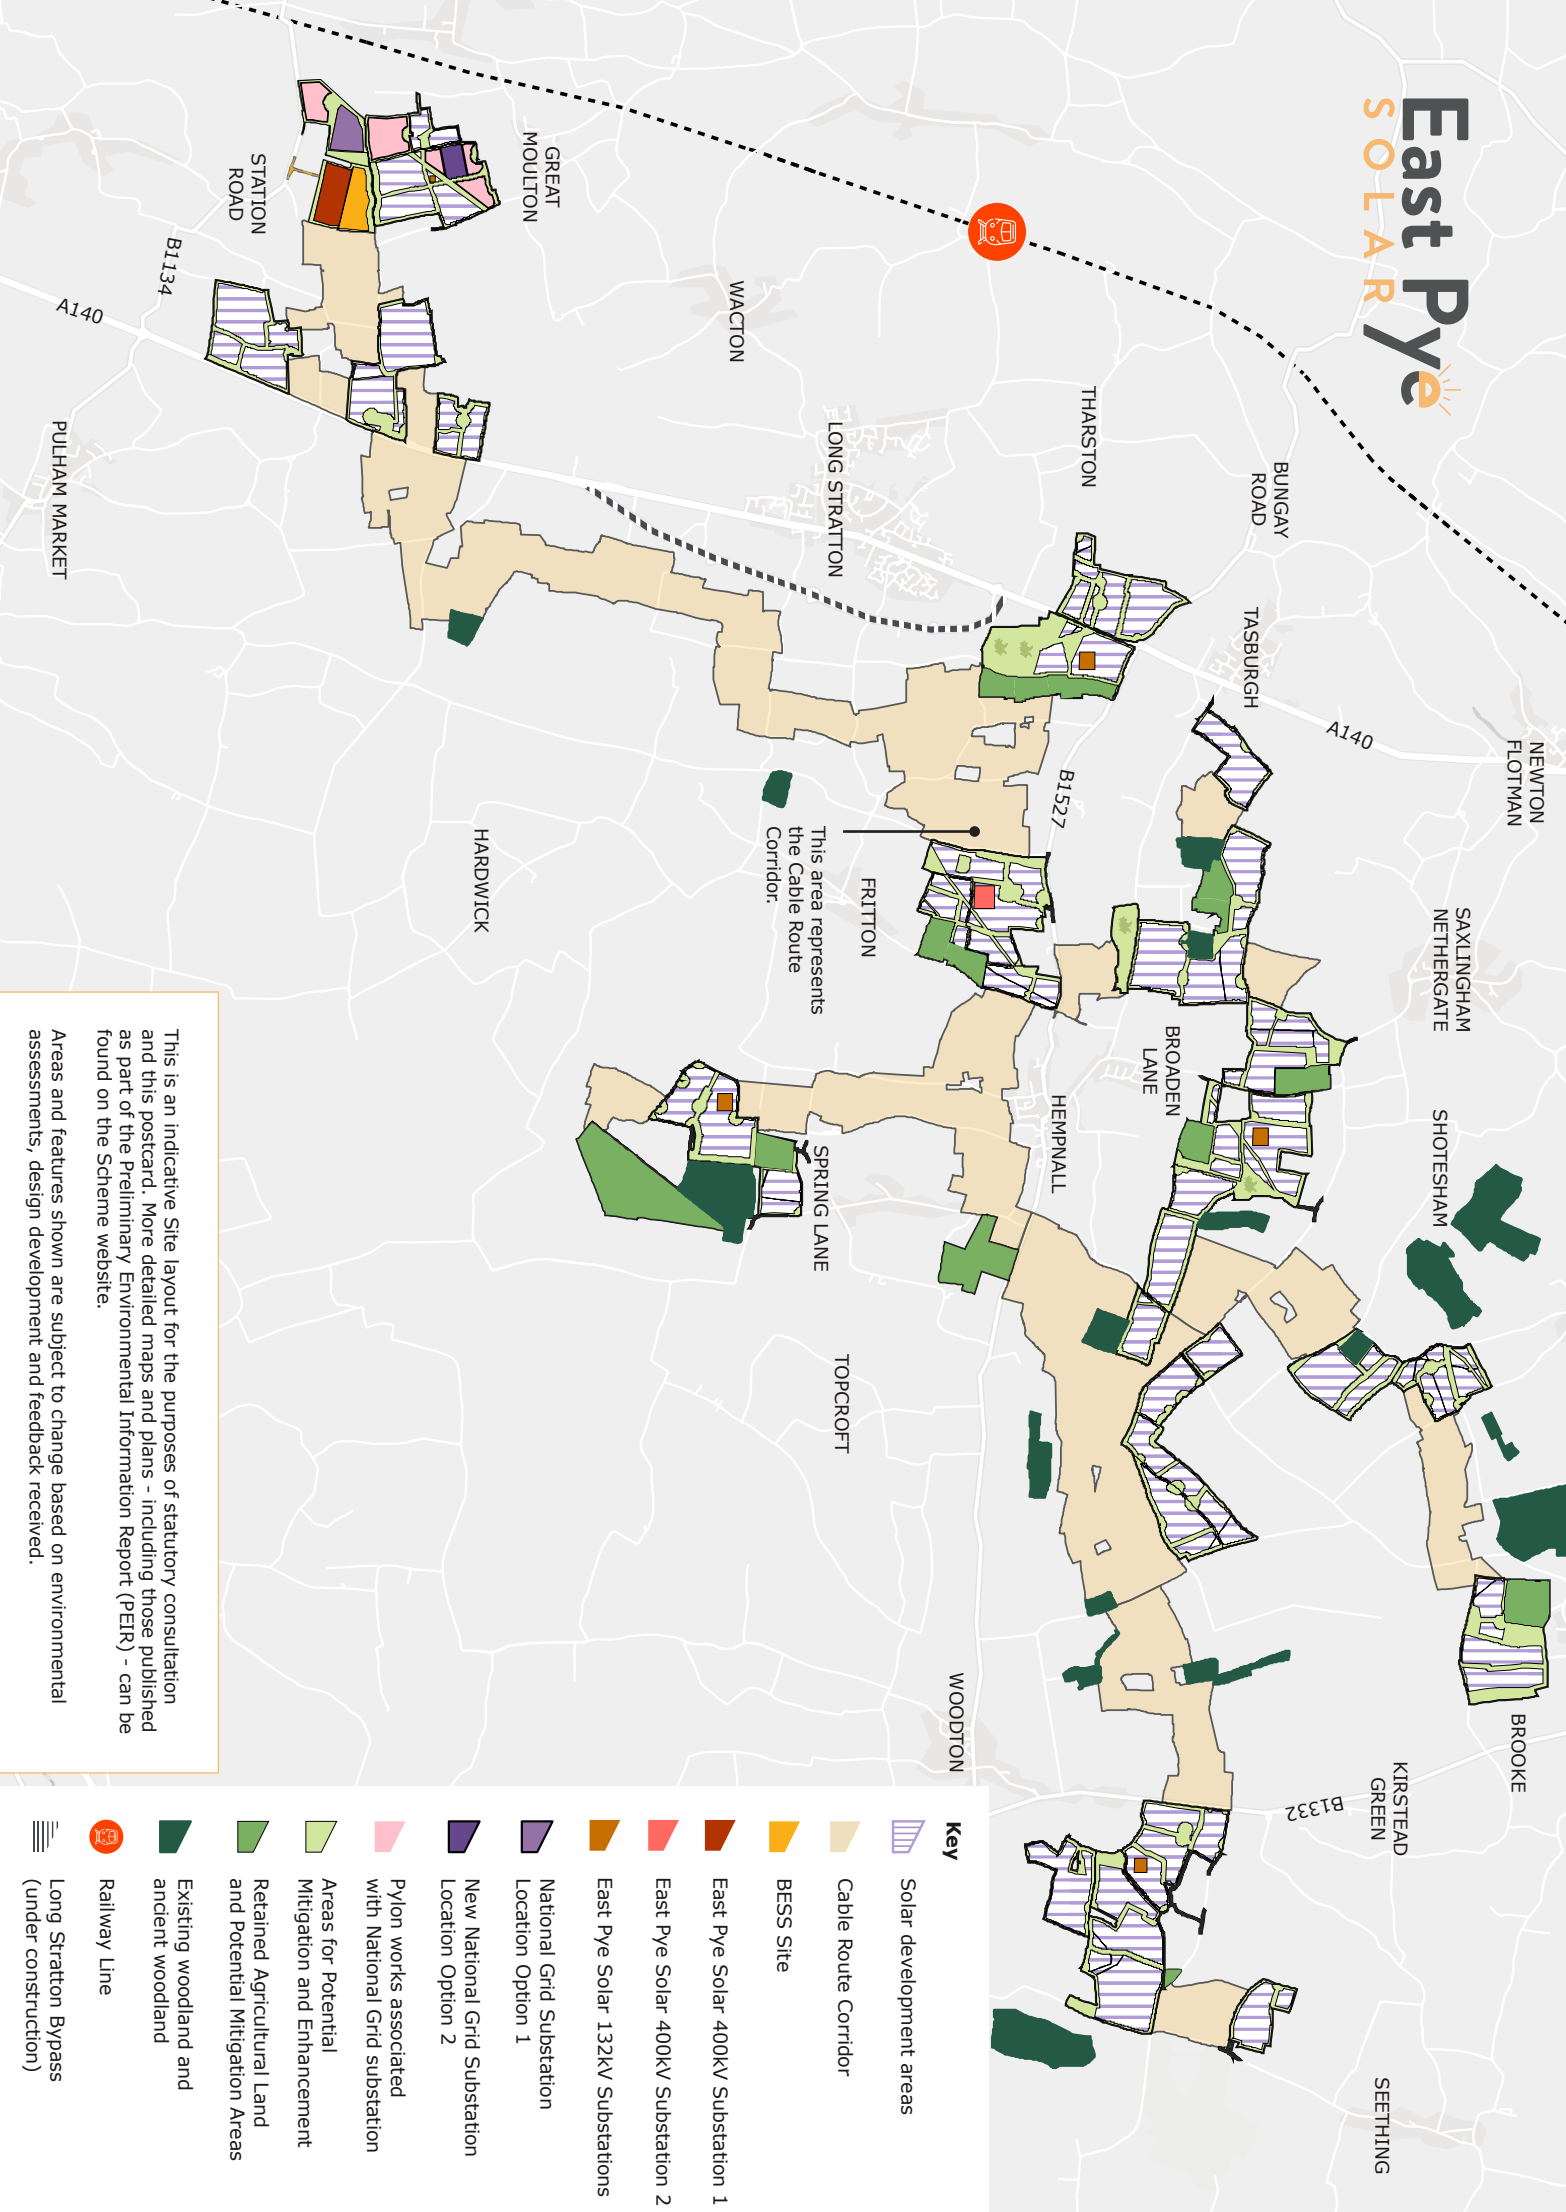 East Pye
SOLAR
NEWTON
FLOTMAN
SAXLINGHAM
NETHERGATE
SHOTESHAM
BROOKE
KIRSTEAD
GREEN
SEETHING
B1332
A140
BUNGAY
ROAD
TASBURGH
THARSTON
B1527
BROADEN
LANE
HEMPNALL
WOODTON
LONG STRATTON
FRITTON
This area represents
the Cable Route
Corridor.
SPRING LANE
TOPCROFT
WACTON
GREAT
MOULTON
HARDWICK
STATION
ROAD
B1134
A140
PULHAM MARKET
This is an indicative Site layout for the purposes of statutory consultation
and this postcard. More detailed maps and plans - including those published
as part of the Preliminary Environmental Information Report (PEIR) - can be
found on the Scheme website.
Areas and features shown are subject to change based on environmental
assessments, design development and feedback received.
Key
Solar development areas
Cable Route Corridor
BESS Site
East Pye Solar 400kV Substation 1
East Pye Solar 400kV Substation 2
East Pye Solar 132kV Substations
National Grid Substation
Location Option 1
New National Grid Substation
Location Option 2
Pylon works associated
with National Grid substation
Areas for Potential
Mitigation and Enhancement
Retained Agricultural Land
and Potential Mitigation Areas
Existing woodland and
ancient woodland
Railway Line
Long Stratton Bypass
(under construction)